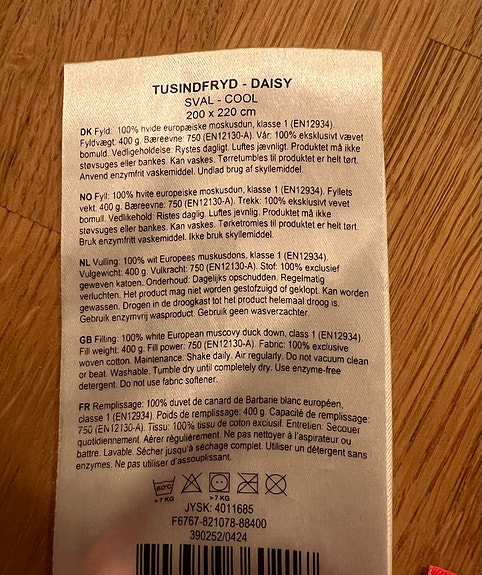 TUSINDFRYD - DAISY
SVAL - COOL
200 x 220 cm
DK Fyld: 100% hvide europæiske moskusdun, klasse 1 (EN12934).
Fyldvægt. 400 g. Bæreevne: 750 (EN12130-A). Vår: 100% eksklusivt vævet
bomuld. Vedligeholdelse: Rystes dagligt. Luftes jævnligt. Produktet må ikke
støvsuges eller bankes. Kan vaskes. Tørretumbles til produktet er helt tørt.
Anvend enzymfrit vaskemiddel. Undlad brug af skyllemiddel.
NO Fyll: 100% hvite europeiske moskusdun, klasse 1 (EN12934). Fyllets
vekt: 400 g. Bæreevne: 750 (EN12130-A). Trekk: 100% eksklusivt vevet
bomull. Vedlikehold: Ristes daglig. Luftes jevnlig. Produktet må ikke
støvsuges eller bankes. Kan vaskes. Tørketromles til produktet er helt tørt.
Bruk enzymfritt vaskemiddel. Ikke bruk skyllemiddel.
NL Vulling: 100% wit Europees muskusdons, klasse 1 (EN12934).
Vulgewicht: 400 g. Vulkracht: 750 (EN12130-A). Stof: 100% exclusief
geweven katoen. Onderhoud: Dagelijks opschudden. Regelmatig
verluchten. Het product mag niet worden gestofzuigd of geklopt. Kan worden
gewassen. Drogen in de droogkast tot het product helemaal droog is.
Gebruik enzymvrij wasproduct. Gebruik geen wasverzachter.
GB Filling: 100% white European muscovy duck down, class 1 (EN12934).
Fill weight: 400 g. Fill power: 750 (EN12130-A). Fabric: 100% exclusive
woven cotton. Maintenance: Shake daily. Air regularly. Do not vacuum clean
or beat. Washable. Tumble dry until completely dry. Use enzyme-free
detergent. Do not use fabric softener.
FR Remplissage: 100% duvet de canard de Barbarie blanc européen,
classe 1 (EN12934). Poids de remplissage: 400 g. Capacité de remplissage:
750 (EN12130-A). Tissu: 100% tissu de coton exclusif. Entretien: Secouer
quotidiennement. Aérer régulièrement. Ne pas nettoyer à l'aspirateur ou
battre. Lavable. Sécher jusqu'à séchage complet. Utiliser un détergent sans
enzymes. Ne pas utiliser d'assouplissant.
60°C
>7 KG >7 KG
JYSK: 4011685
F6767-821078-88400
390252/0424